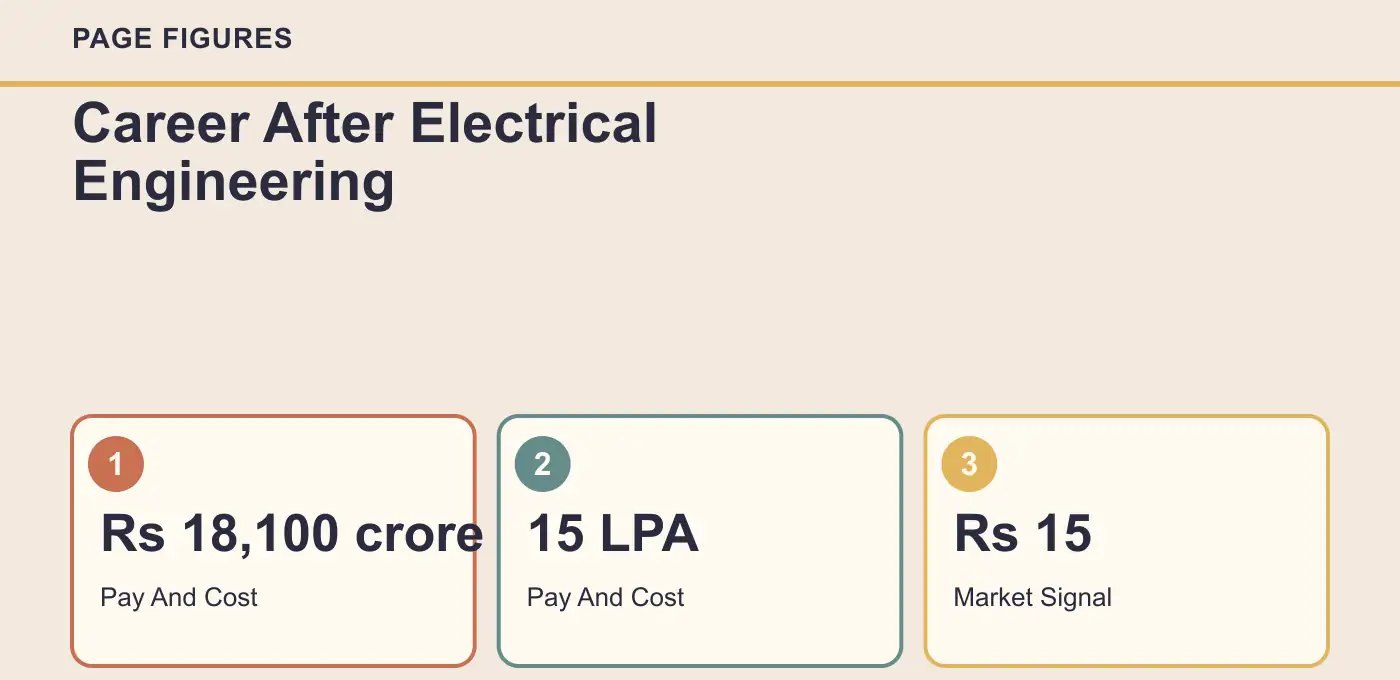 PAGE FIGURES
Career After Electrical
Engineering
1
Rs 18,100 crore
Pay And Cost
2
15 LPA
Pay And Cost
3
Rs 15
Market Signal